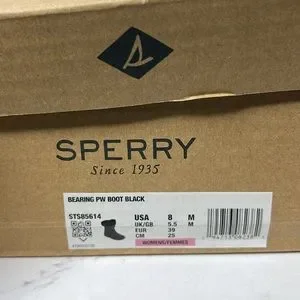 SPERRY
Since 1935
BEARING PW BOOT BLACK
STS85614
USA 8 M
UK/GB 5.5 M
EUR 39
CM 25
WOMENS/FEMMES